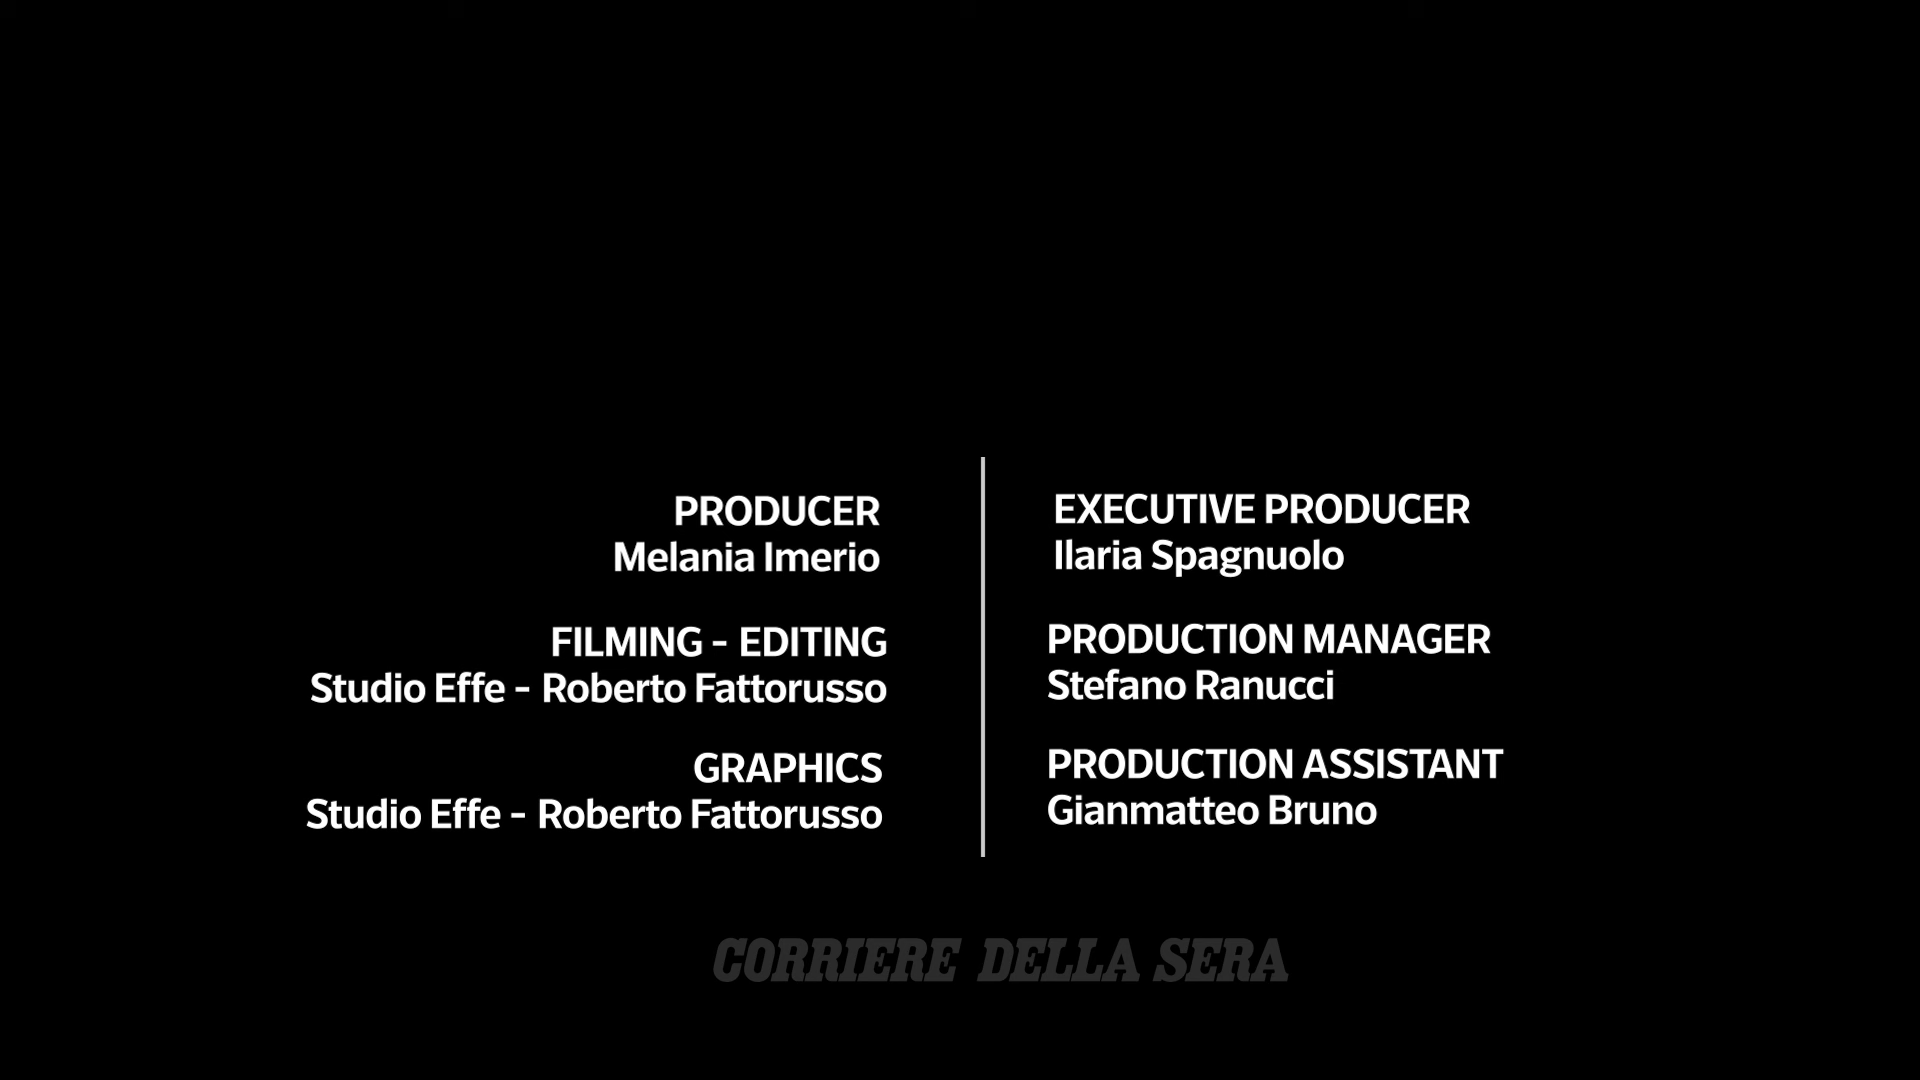 PRODUCER
Melania Imerio
FILMING - EDITING
Studio Effe - Roberto Fattorusso
GRAPHICS
Studio Effe - Roberto Fattorusso
EXECUTIVE PRODUCER
Ilaria Spagnuolo
PRODUCTION MANAGER
Stefano Ranucci
PRODUCTION ASSISTANT
Gianmatteo Bruno
CORRIERE DELLA SERA